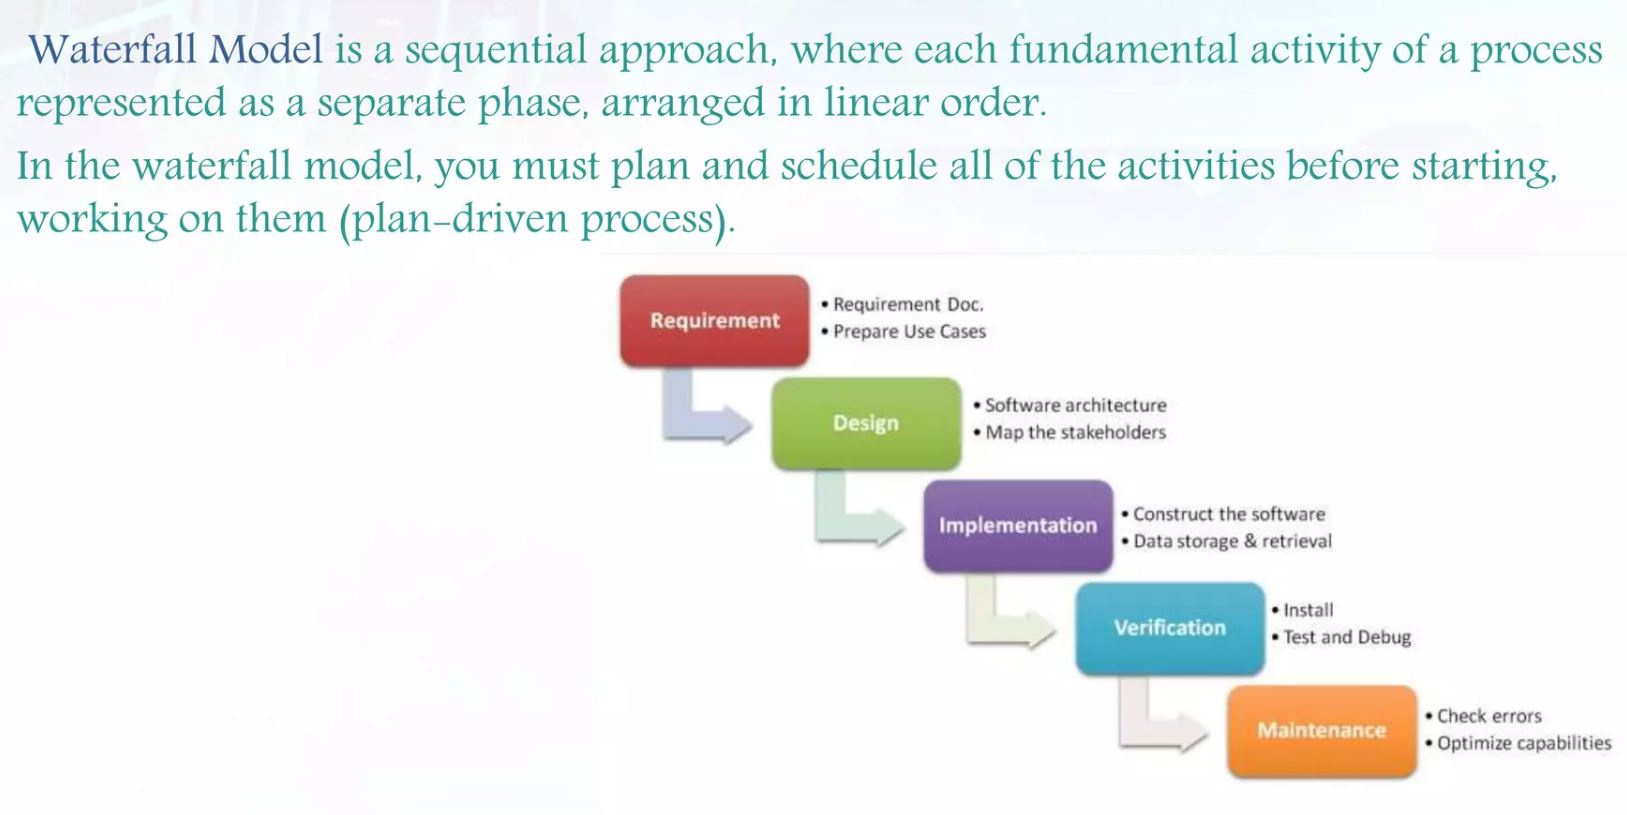 Waterfall Model is a sequential approach, where each fundamental activity of a process
represented as a separate phase, arranged in linear order.
In the waterfall model, you must plan and schedule all of the activities before starting,
working on them (plan-driven process).
Requirement
• Requirement Doc.
• Prepare Use Cases
Design
• Software architecture
• Map the stakeholders
Implementation
• Construct the software
• Data storage & retrieval
Verification
• Install
• Test and Debug
Maintenance
• Check errors
• Optimize capabilities